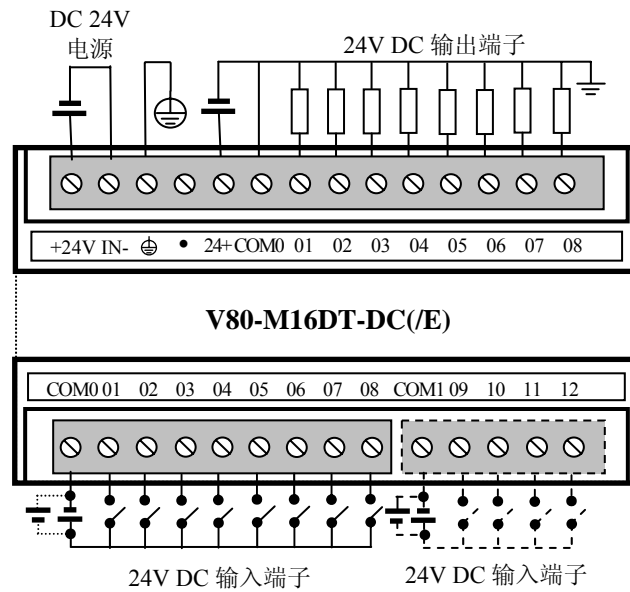 DC 24V
电源
24V DC 输出端子
+24V IN- • 24+ COM0 01 02 03 04 05 06 07 08
V80-M16DT-DC(/E)
COM0 01 02 03 04 05 06 07 08 COM1 09 10 11 12
24V DC 输入端子
24V DC 输入端子